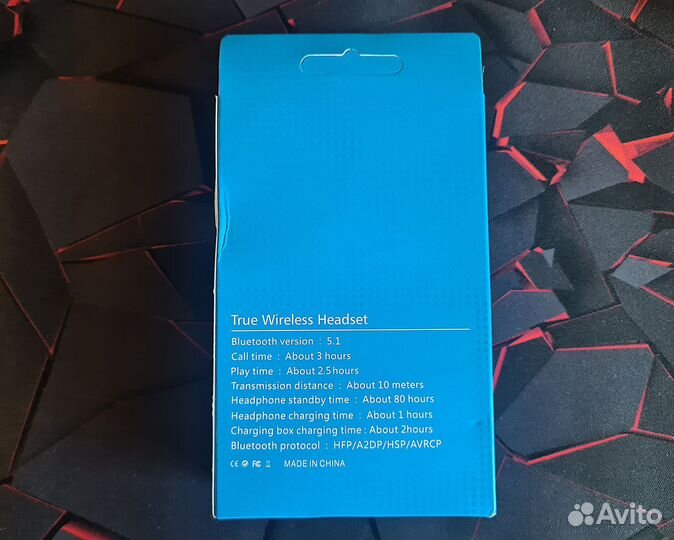 True Wireless Headset
Bluetooth version : 5.1
Call time : About 3 hours
Play time : About 2.5hours
Transmission distance : About 10 meters
Headphone standby time : About 80 hours
Headphone charging time : About 1 hours
Charging box charging time : About 2hours
Bluetooth protocol : HFP/A2DP/HSP/AVRCP
CE FC MADE IN CHINA
Avito